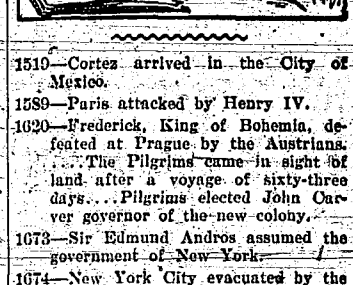 1519—Cortez arrived in the City of
Mexico.
1589—Paris attacked by Henry IV.
1620—Frederick, King of Bohemia, de-
feated at Prague by the Austrians.
....The Pilgrims came in sight of
land after a voyage of sixty-three
days....Pilgrims elected John Car-
ver governor of the new colony.
1673—Sir Edmund Andros assumed the
government of New York.
1674—New York City evacuated by the